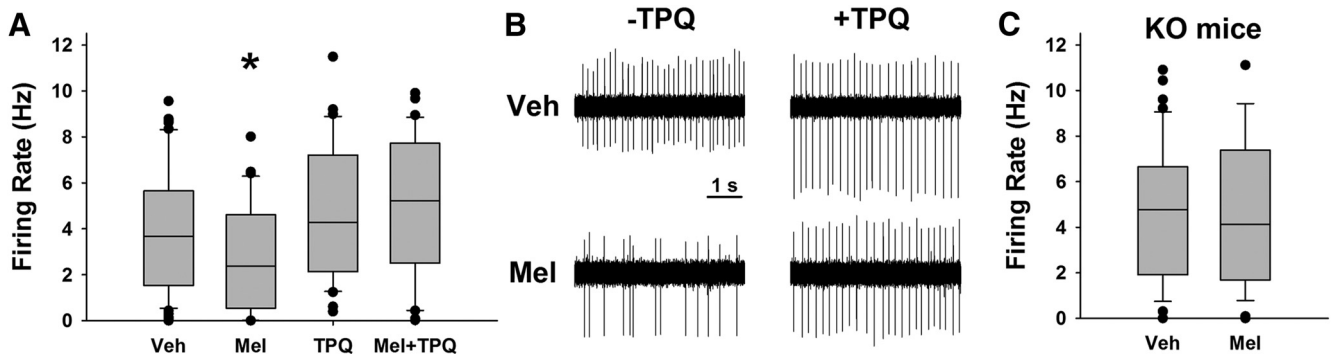 A
B
C
-TPQ
+TPQ
KO mice
*
Firing Rate (Hz)
12
10
8
6
4
2
0
Veh
Mel
TPQ
Mel+TPQ
Veh
1 s
Mel
Firing Rate (Hz)
12
10
8
6
4
2
0
Veh
Mel